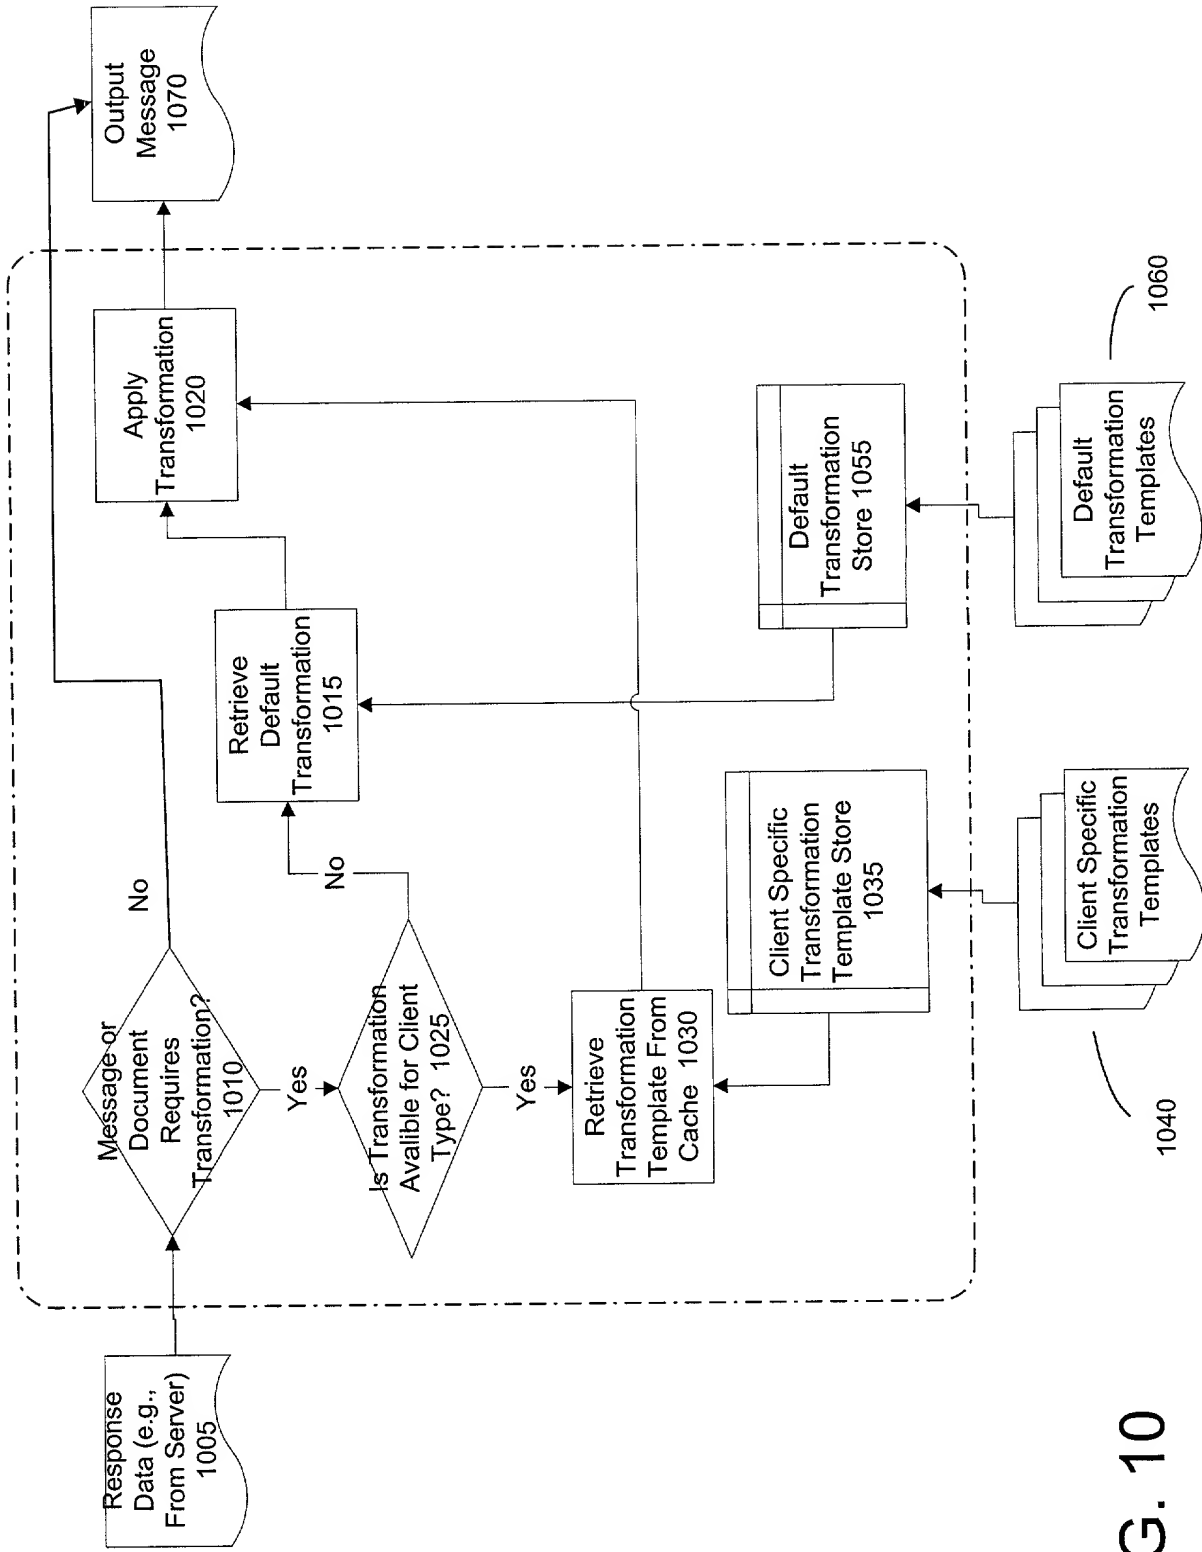 Response
Data (e.g.,
From Server)
1005
Message or
Document
Requires
Transformation?
1010
No
Yes
Is Transformation
Avalible for Client
Type? 1025
No
Yes
Retrieve
Default
Transformation
1015
Apply
Transformation
1020
Output
Message
1070
Retrieve
Transformation
Template From
Cache 1030
Client Specific
Transformation
Template Store
1035
Default
Transformation
Store 1055
Client Specific
Transformation
Templates
1040
Default
Transformation
Templates
1060
G. 10